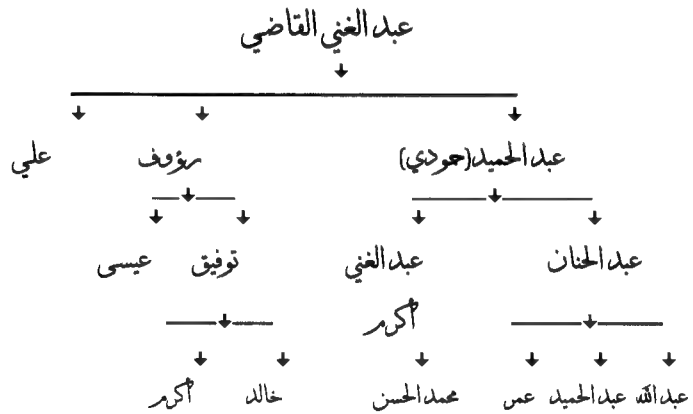 عبد الغني القاضي
عبد الحميد (حمودي) رؤوف علي
عبد الحنان عبد الغني توفيق عيسى
أكرم
عبد الله عبد الحميد عمر محمد الحسن خالد أكرم